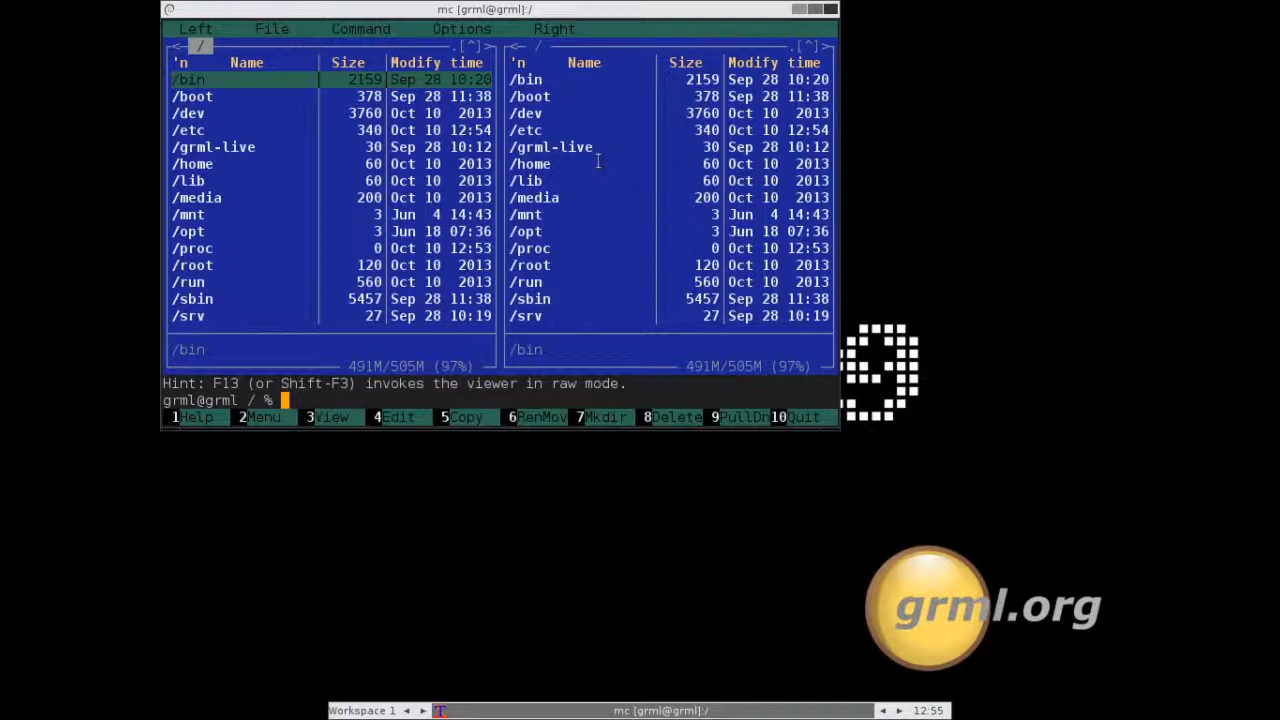 mc [grml@grml]:/
Left File Command Options Right
<─ / .[^]> <─ / .[^]>
'n Name Size Modify time 'n Name Size Modify time
/bin 2159 Sep 28 10:20 /bin 2159 Sep 28 10:20
/boot 378 Sep 28 11:38 /boot 378 Sep 28 11:38
/dev 3760 Oct 10 2013 /dev 3760 Oct 10 2013
/etc 340 Oct 10 12:54 /etc 340 Oct 10 12:54
/grml-live 30 Sep 28 10:12 /grml-live 30 Sep 28 10:12
/home 60 Oct 10 2013 /home 60 Oct 10 2013
/lib 60 Oct 10 2013 /lib 60 Oct 10 2013
/media 200 Oct 10 2013 /media 200 Oct 10 2013
/mnt 3 Jun 4 14:43 /mnt 3 Jun 4 14:43
/opt 3 Jun 18 07:36 /opt 3 Jun 18 07:36
/proc 0 Oct 10 12:53 /proc 0 Oct 10 12:53
/root 120 Oct 10 2013 /root 120 Oct 10 2013
/run 560 Oct 10 2013 /run 560 Oct 10 2013
/sbin 5457 Sep 28 11:38 /sbin 5457 Sep 28 11:38
/srv 27 Sep 28 10:19 /srv 27 Sep 28 10:19
/bin /bin
491M/505M (97%) 491M/505M (97%)
Hint: F13 (or Shift-F3) invokes the viewer in raw mode.
grml@grml / %
1Help 2Menu 3View 4Edit 5Copy 6RenMov 7Mkdir 8Delete 9PullDn 10Quit
grml.org
Workspace 1 mc [grml@grml]:/ 12:55